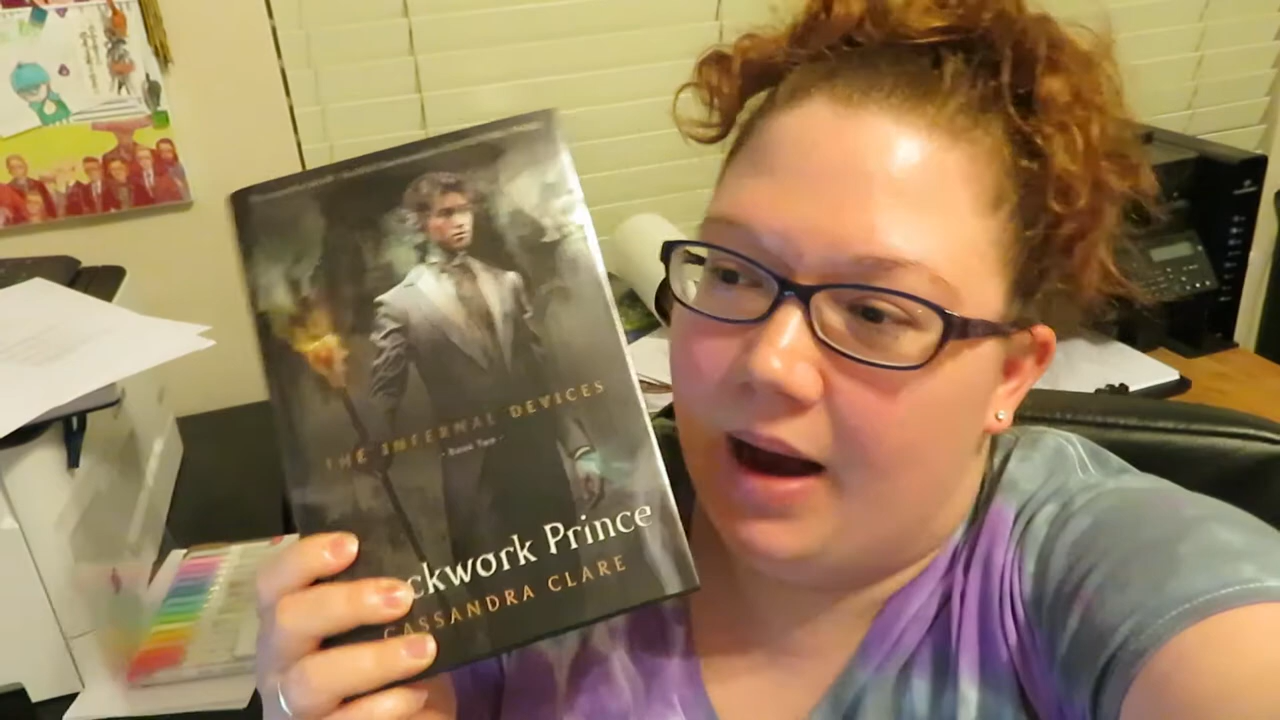 THE INFERNAL DEVICES
- Book Two -
ckwork Prince
CASSANDRA CLARE